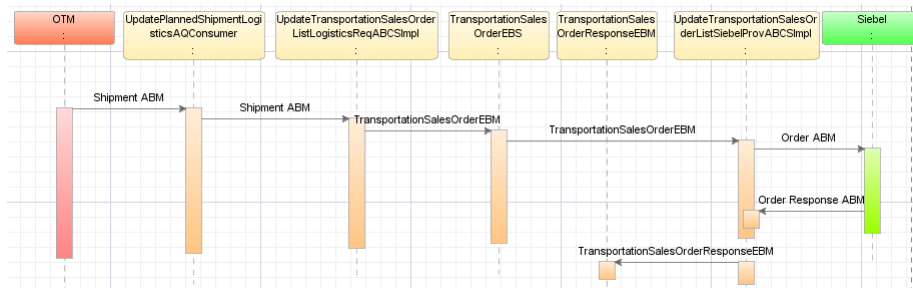 OTM
:
UpdatePlannedShipmentLogi
sticsAQConsumer
:
UpdateTransportationSalesOrder
ListLogisticsReqABCSImpl
:
TransportationSales
OrderEBS
:
TransportationSales
OrderResponseEBM
:
UpdateTransportationSalesOr
derListSiebelProvABCSImpl
:
Siebel
:
Shipment ABM
Shipment ABM
TransportationSalesOrderEBM
TransportationSalesOrderEBM
Order ABM
Order Response ABM
TransportationSalesOrderResponseEBM